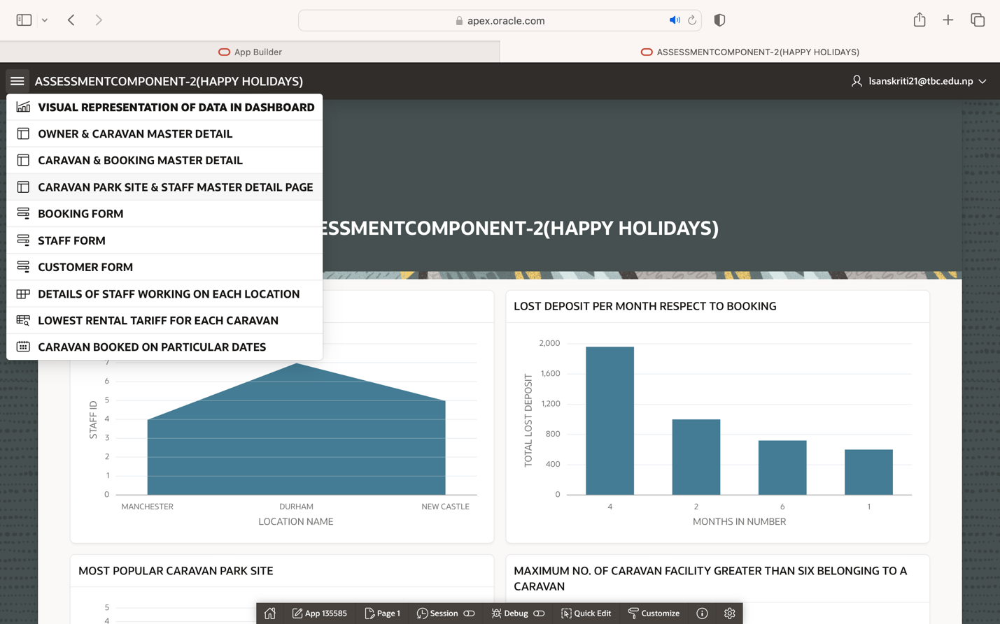 apex.oracle.com
App Builder
ASSESSMENTCOMPONENT-2(HAPPY HOLIDAYS)
ASSESSMENTCOMPONENT-2(HAPPY HOLIDAYS)
lsanskriti21@tbc.edu.np
VISUAL REPRESENTATION OF DATA IN DASHBOARD
OWNER & CARAVAN MASTER DETAIL
CARAVAN & BOOKING MASTER DETAIL
CARAVAN PARK SITE & STAFF MASTER DETAIL PAGE
BOOKING FORM
STAFF FORM
CUSTOMER FORM
DETAILS OF STAFF WORKING ON EACH LOCATION
LOWEST RENTAL TARIFF FOR EACH CARAVAN
CARAVAN BOOKED ON PARTICULAR DATES
ESSMENTCOMPONENT-2(HAPPY HOLIDAYS)
7
6
5
4
3
2
1
0
STAFF ID
MANCHESTER DURHAM NEW CASTLE
LOCATION NAME
LOST DEPOSIT PER MONTH RESPECT TO BOOKING
2,000
1,600
1,200
800
400
0
TOTAL LOST DEPOSIT
4 2 6 1
MONTHS IN NUMBER
MOST POPULAR CARAVAN PARK SITE
5
4
MAXIMUM NO. OF CARAVAN FACILITY GREATER THAN SIX BELONGING TO A
CARAVAN
App 135585 Page 1 Session Debug Quick Edit Customize